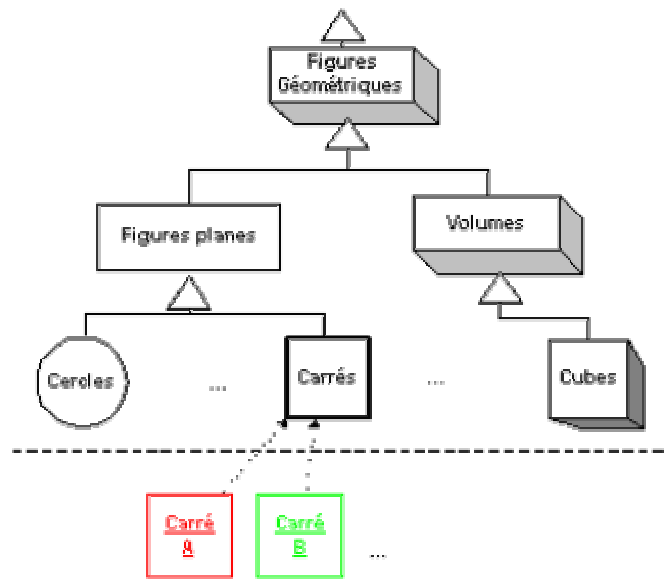 Figures
Géométriques
Figures planes
Volumes
Cercles
...
Carrés
...
Cubes
Carré
A
Carré
B
...